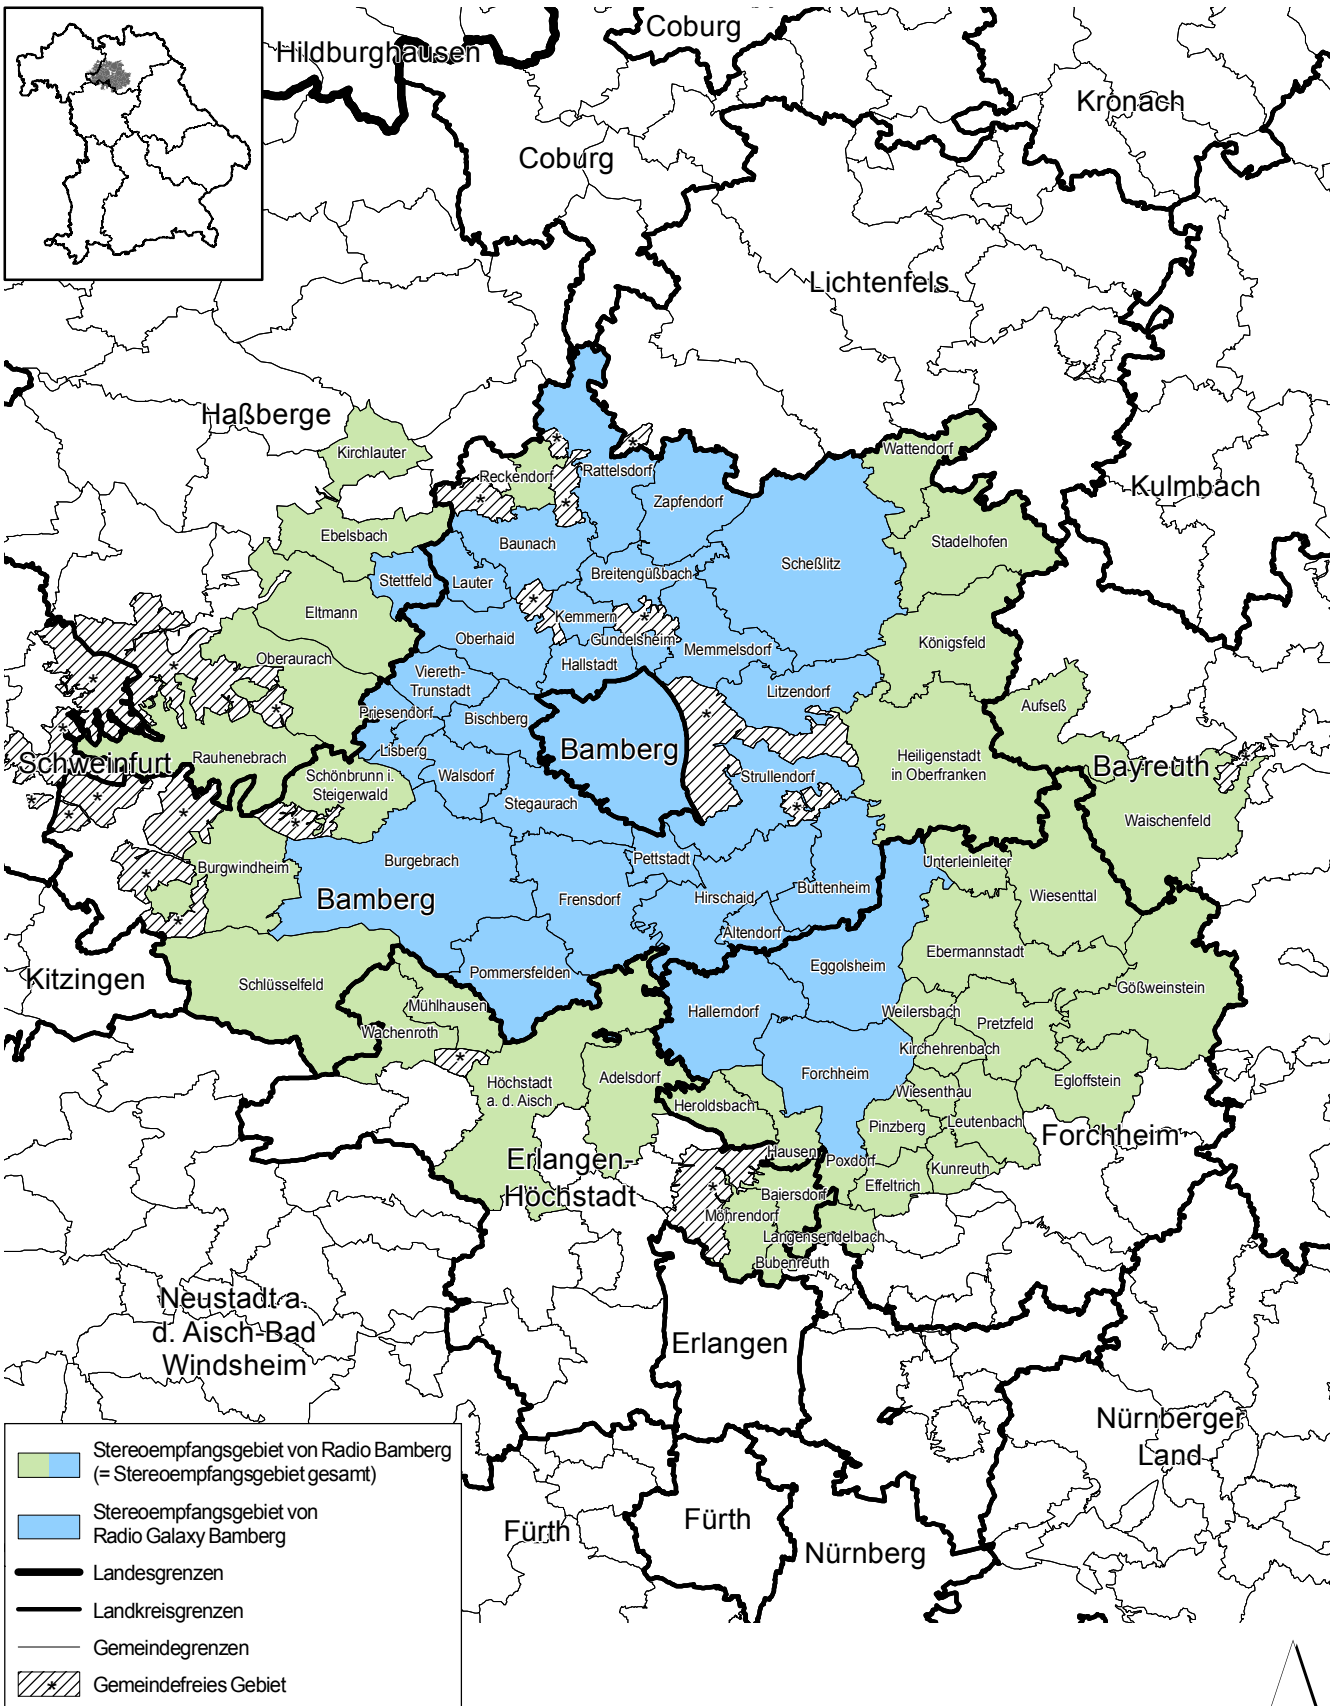 Hildburghausen
Coburg
Kronach
Coburg
Lichtenfels
Haßberge
Kirchlauter
Wattendorf
Reckendorf
Rattelsdorf
Zapfendorf
Kulmbach
Ebelsbach
Baunach
Stadelhofen
Scheßlitz
Stettfeld
Lauter
Breitengüßbach
Eltmann
Kemmern
Oberhaid
Gundelsheim
Memmelsdorf
Königsfeld
Oberaurach
Hallstadt
Viereth-
Trunstadt
Litzendorf
Priesendorf
Bischberg
Aufseß
Lisberg
Bamberg
Heiligenstadt
in Oberfranken
Rauhenebrach
Schweinfurt
Schönbrunn i.
Steigerwald
Walsdorf
Strullendorf
Bayreuth
Stegaurach
Waischenfeld
Burgwindheim
Burgebrach
Pettstadt
Unterleinleiter
Buttenheim
Bamberg
Frensdorf
Hirschaid
Wiesenttal
Altendorf
Ebermannstadt
Kitzingen
Schlüsselfeld
Pommersfelden
Eggolsheim
Gößweinstein
Mühlhausen
Hallerndorf
Weilersbach
Pretzfeld
Wachenroth
Kirchehrenbach
Höchstadt
a. d. Aisch
Adelsdorf
Forchheim
Egloffstein
Wiesenthau
Heroldsbach
Leutenbach
Pinzberg
Forchheim
Erlangen-
Höchstadt
Hausen
Poxdorf
Kunreuth
Effeltrich
Baiersdorf
Möhrendorf
Langensendelbach
Bubenreuth
Neustadt a.
d. Aisch-Bad
Windsheim
Erlangen
Nürnberger
Land
Fürth
Fürth
Nürnberg
Stereoempfangsgebiet von Radio Bamberg
(= Stereoempfangsgebiet gesamt)
Stereoempfangsgebiet von
Radio Galaxy Bamberg
Landesgrenzen
Landkreisgrenzen
Gemeindegrenzen
Gemeindefreies Gebiet